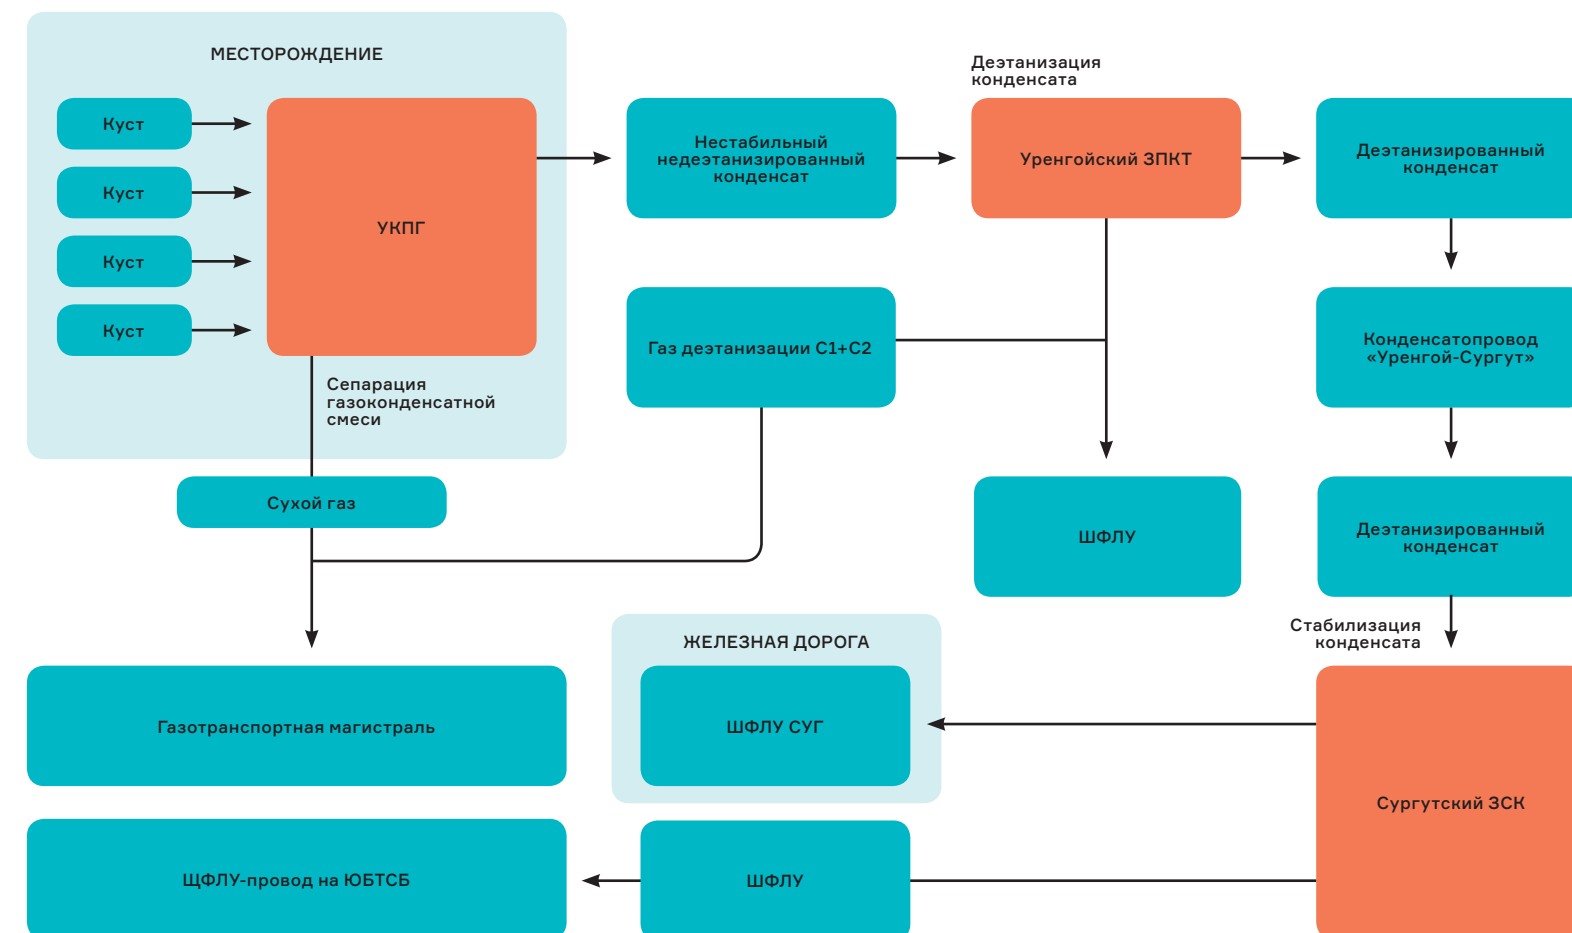 МЕСТОРОЖДЕНИЕ
Куст
Куст
Куст
Куст
УКПГ
Сепарация
газоконденсатной
смеси
Сухой газ
Нестабильный
недеэтанизированный
конденсат
Деэтанизация
конденсата
Уренгойский ЗПКТ
Деэтанизированный
конденсат
Газ деэтанизации С1+С2
Конденсатопровод
«Уренгой-Сургут»
ШФЛУ
Деэтанизированный
конденсат
Стабилизация
конденсата
ЖЕЛЕЗНАЯ ДОРОГА
ШФЛУ СУГ
Газотранспортная магистраль
Сургутский ЗСК
ЩФЛУ-провод на ЮБТСБ
ШФЛУ